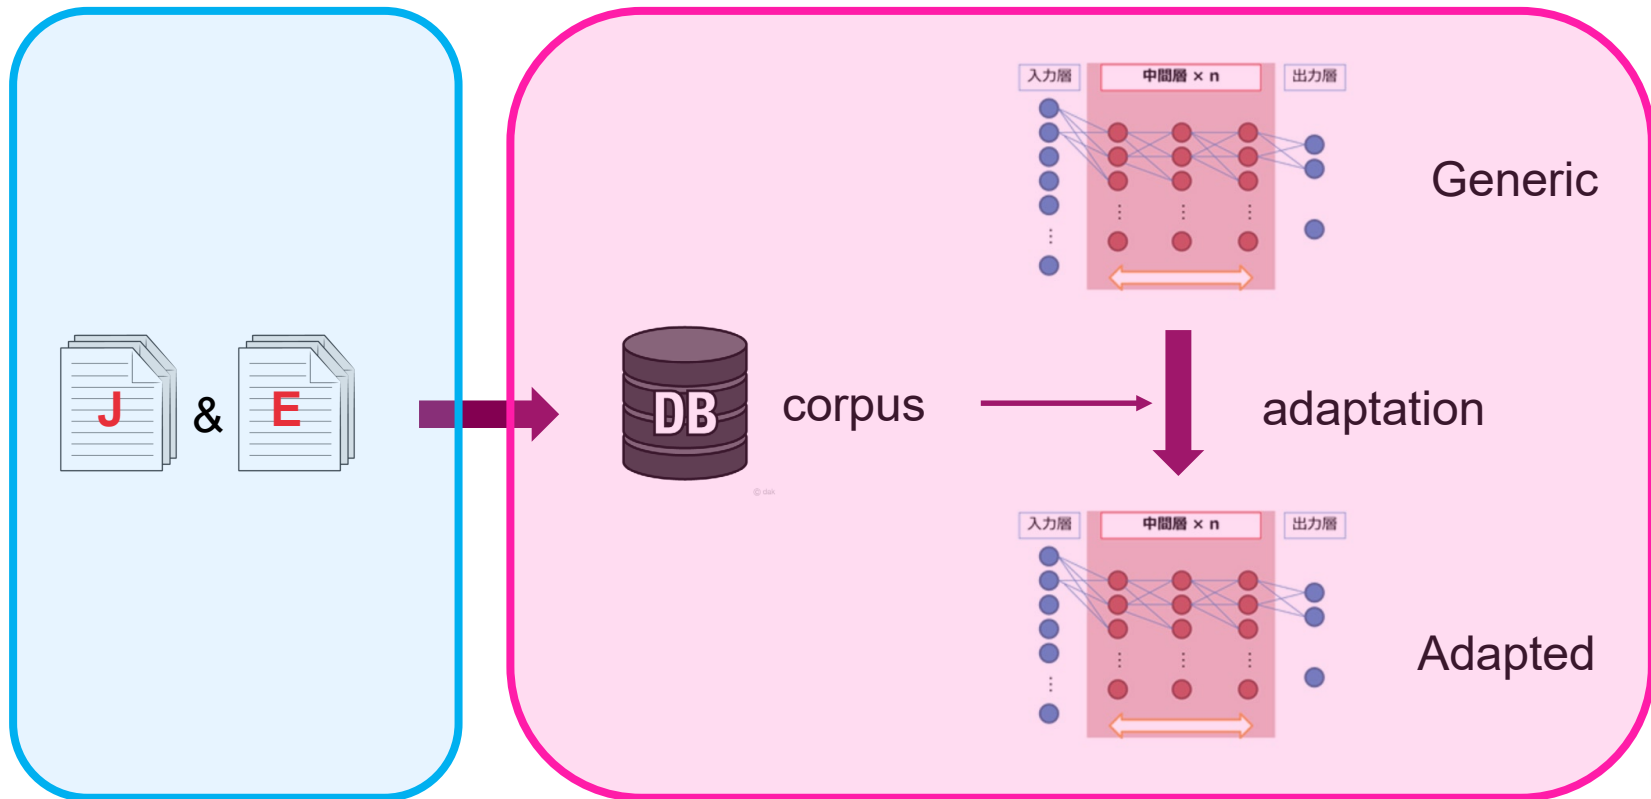 J
&
E
DB
corpus
入力層
中間層 × n
出力層
Generic
adaptation
入力層
中間層 × n
出力層
Adapted